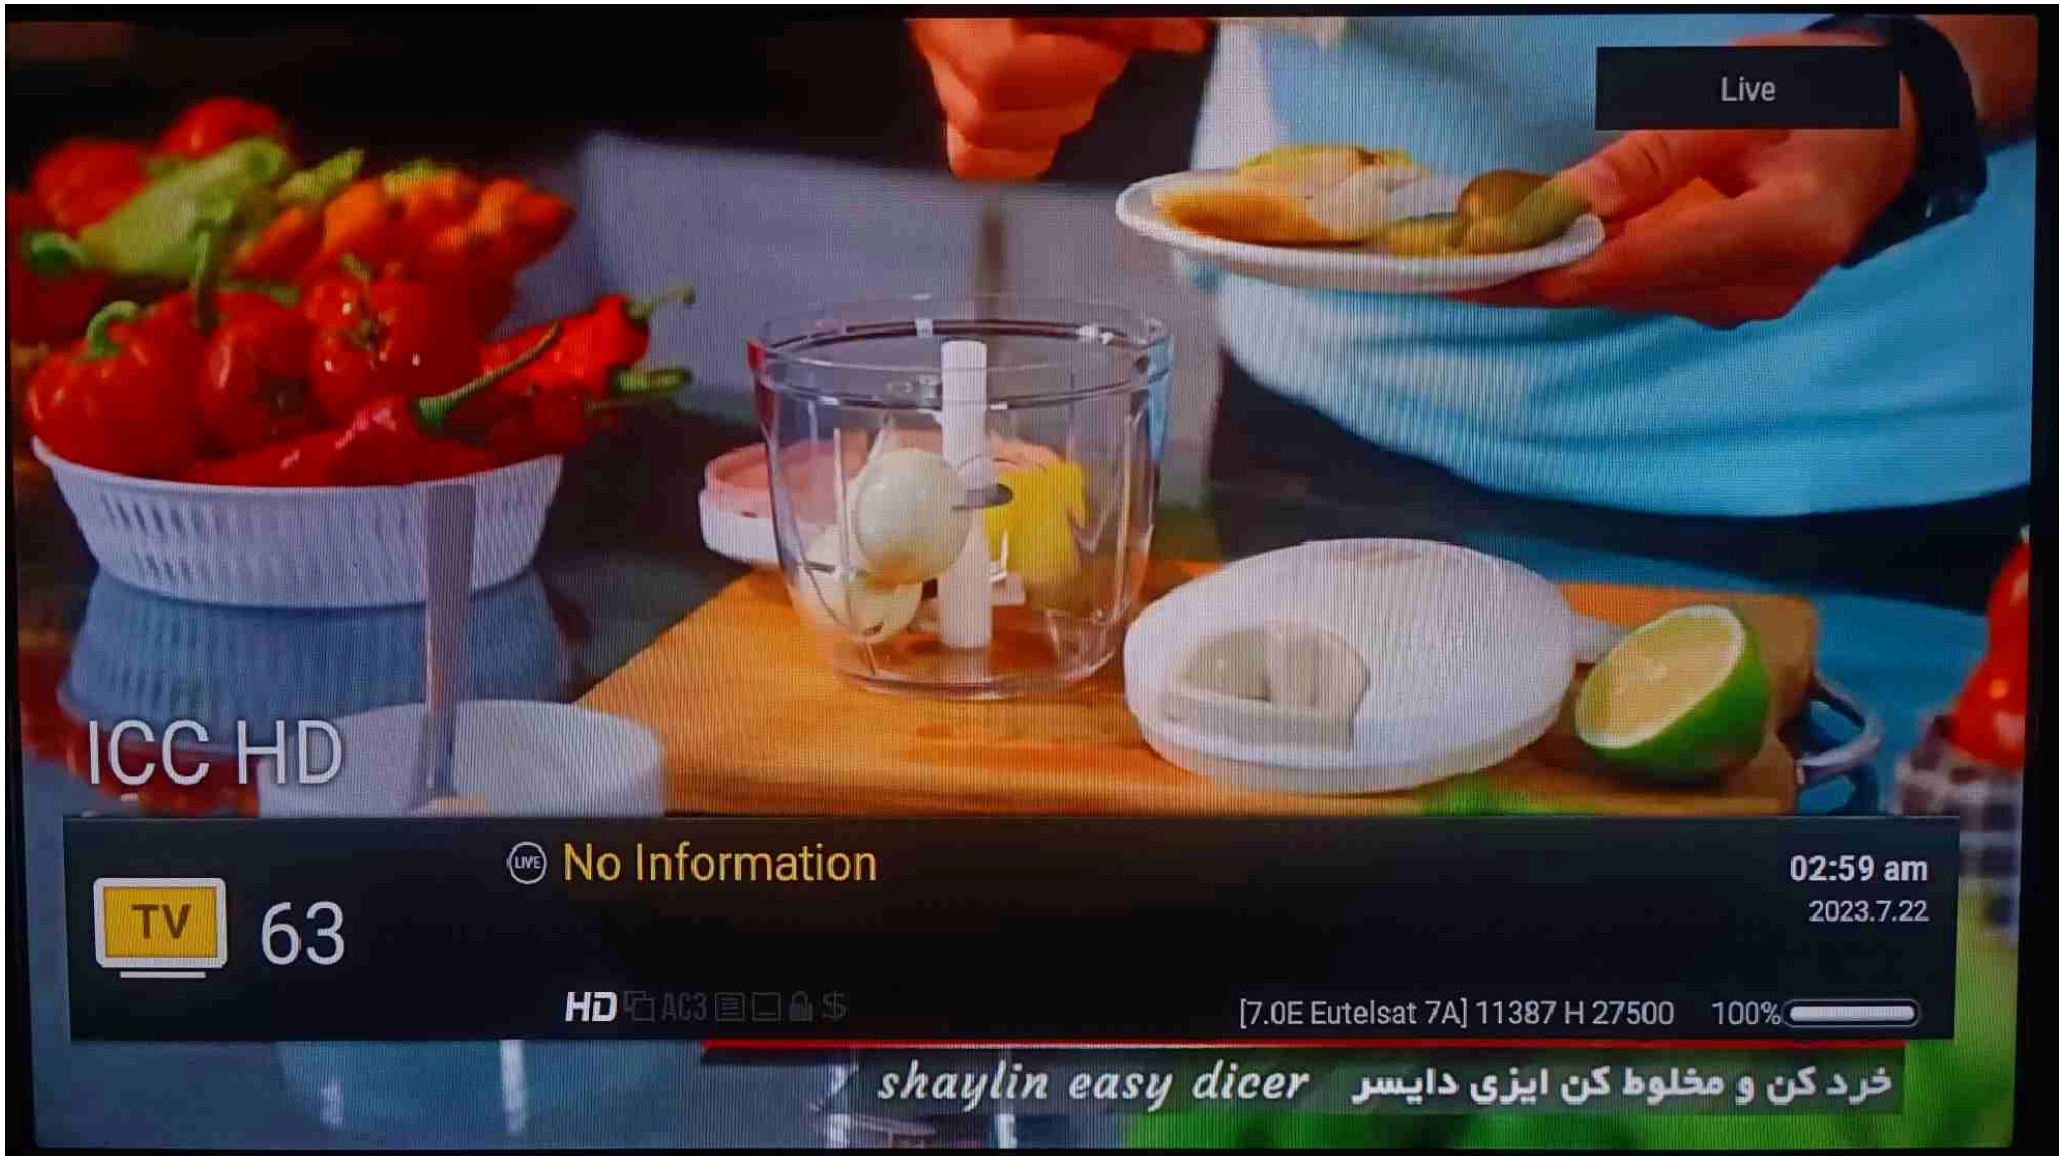 Live
ICC HD
LIVE No Information
02:59 am
2023.7.22
TV 63
HD AC3 $
[7.0E Eutelsat 7A] 11387 H 27500 100%
shaylin easy dicer خرد کن و مخلوط کن ایزی دایسر